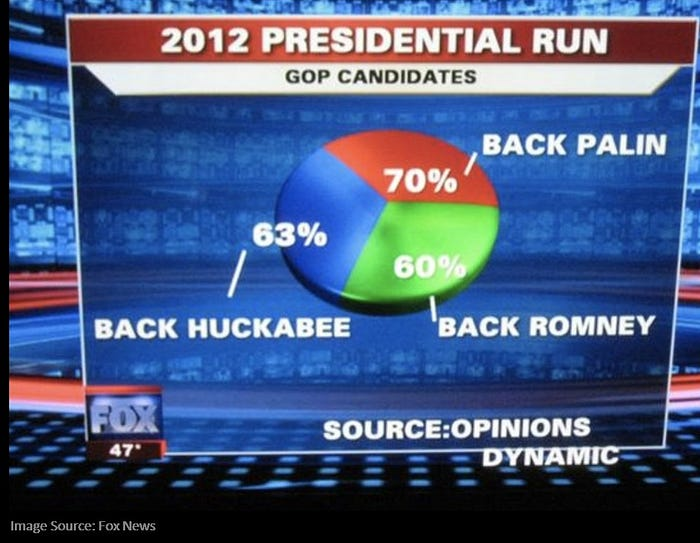 2012 PRESIDENTIAL RUN
GOP CANDIDATES
BACK PALIN
70%
63%
60%
BACK HUCKABEE
BACK ROMNEY
FOX
47°
SOURCE:OPINIONS
DYNAMIC
Image Source: Fox News